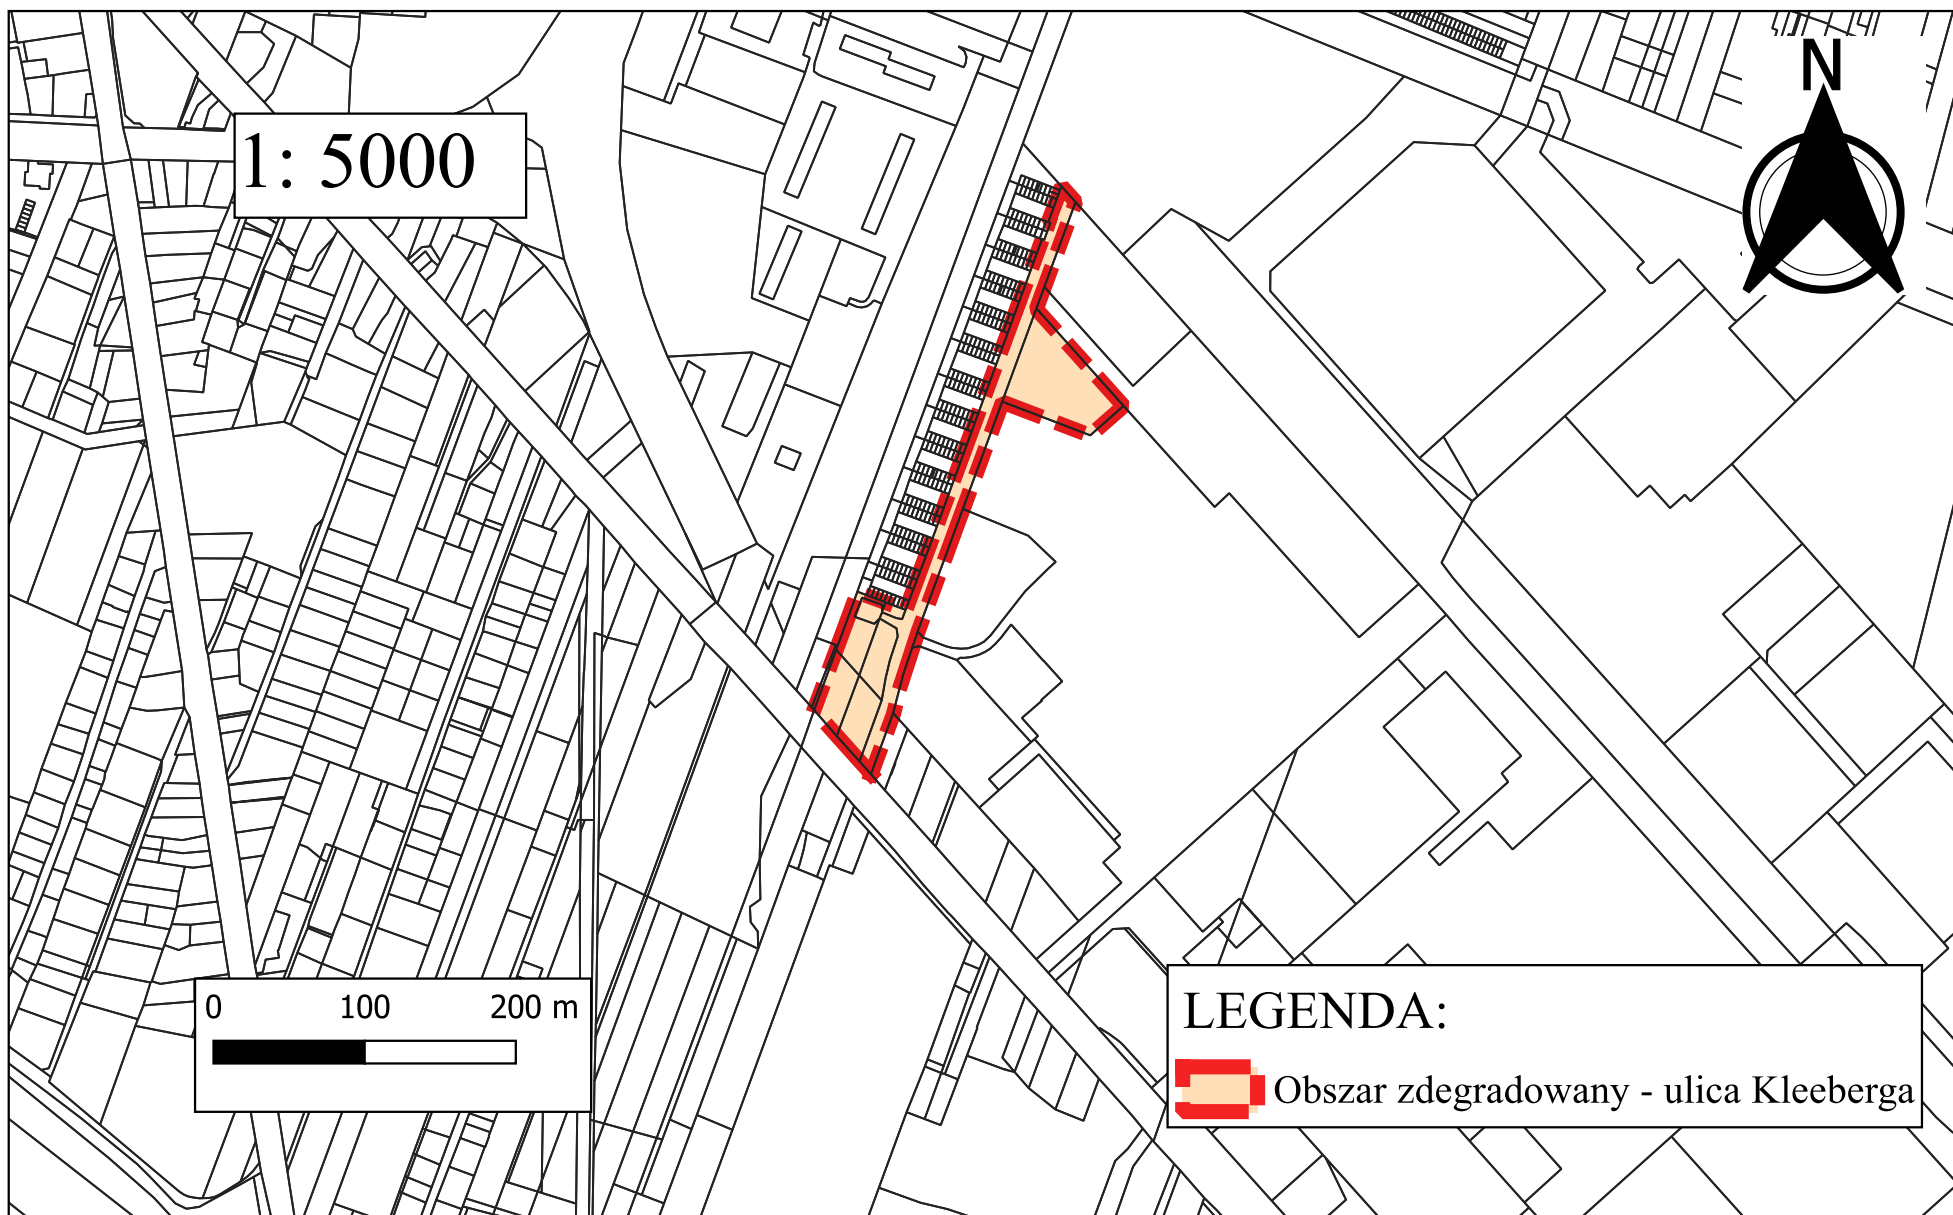 N
1: 5000
0 100 200 m
LEGENDA:
Obszar zdegradowany - ulica Kleeberga